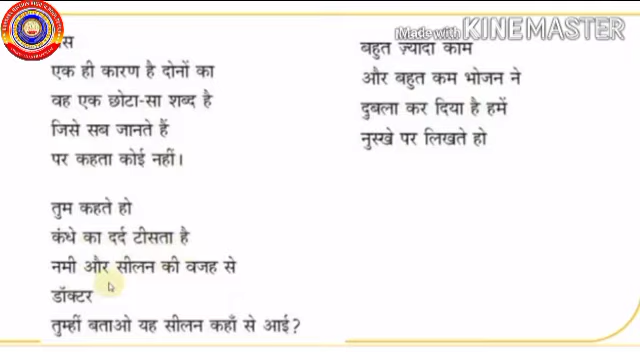 Made with KINEMASTER
एक ही कारण है दोनों का
वह एक छोटा-सा शब्द है
जिसे सब जानते हैं
पर कहता कोई नहीं।
तुम कहते हो
कंधे का दर्द टीसता है
नमी और सीलन की वजह से
डॉक्टर
तुम्हीं बताओ यह सीलन कहाँ से आई?
बहुत ज़्यादा काम
और बहुत कम भोजन ने
दुबला कर दिया है हमें
नुस्खे पर लिखते हो